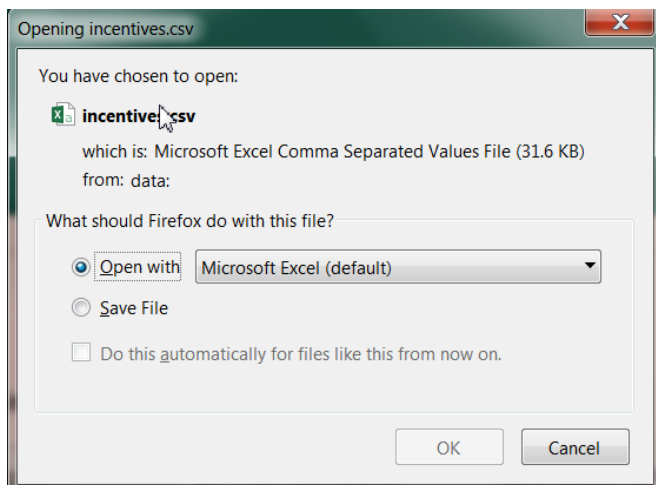 Opening incentives.csv
You have chosen to open:
incentives.csv
which is: Microsoft Excel Comma Separated Values File (31.6 KB)
from: data:
What should Firefox do with this file?
Open with
Microsoft Excel (default)
Save File
Do this automatically for files like this from now on.
OK
Cancel